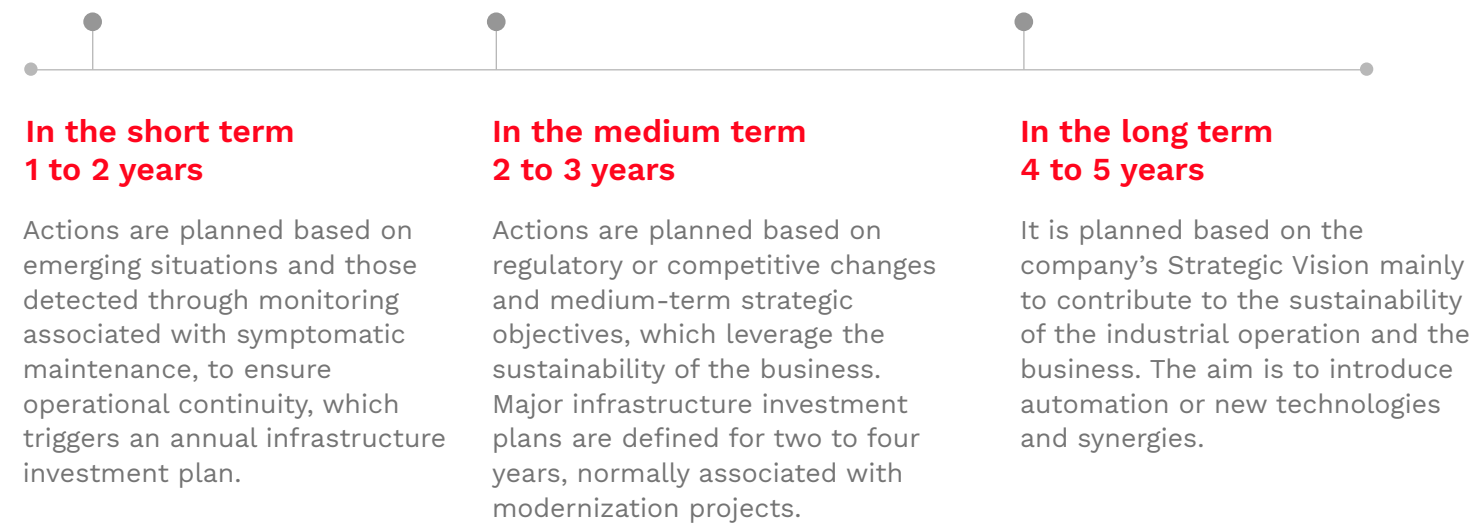 In the short term
1 to 2 years
Actions are planned based on
emerging situations and those
detected through monitoring
associated with symptomatic
maintenance, to ensure
operational continuity, which
triggers an annual infrastructure
investment plan.
In the medium term
2 to 3 years
Actions are planned based on
regulatory or competitive changes
and medium-term strategic
objectives, which leverage the
sustainability of the business.
Major infrastructure investment
plans are defined for two to four
years, normally associated with
modernization projects.
In the long term
4 to 5 years
It is planned based on the
company’s Strategic Vision mainly
to contribute to the sustainability
of the industrial operation and the
business. The aim is to introduce
automation or new technologies
and synergies.